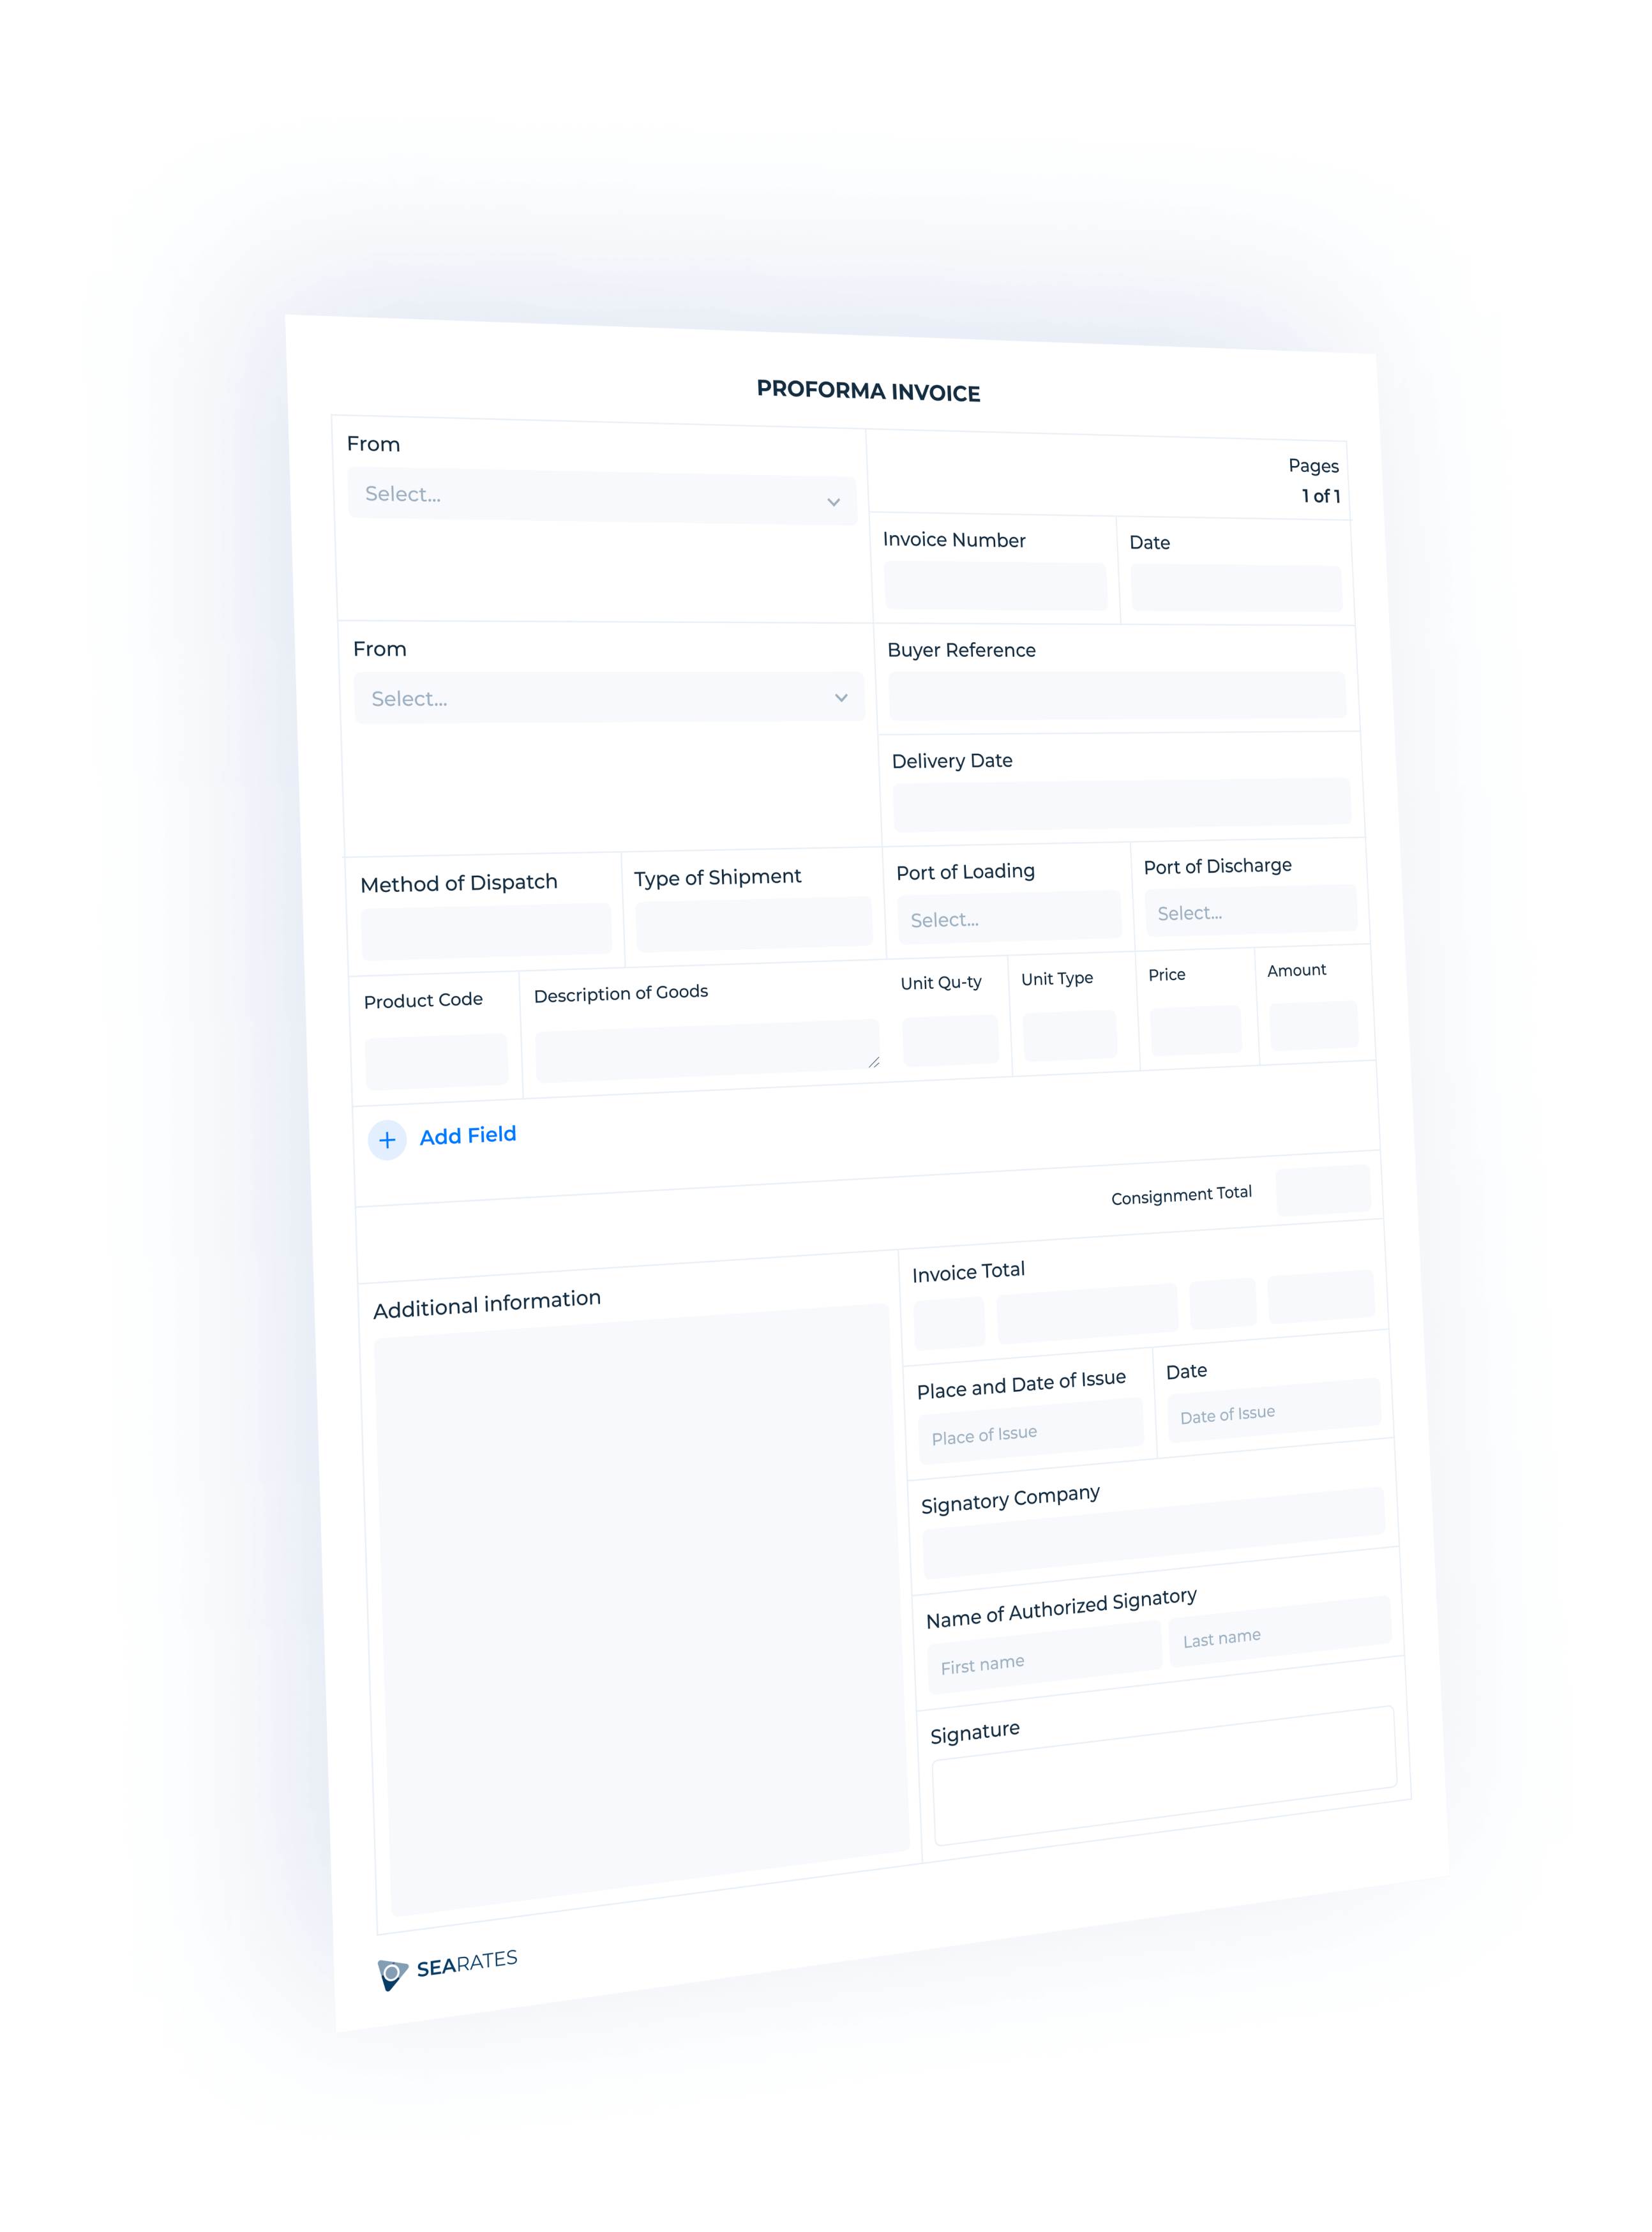 PROFORMA INVOICE
From
Select...
Pages
1 of 1
Invoice Number
Date
From
Select...
Buyer Reference
Delivery Date
Method of Dispatch
Type of Shipment
Port of Loading
Select...
Port of Discharge
Select...
Product Code
Description of Goods
Unit Qu-ty
Unit Type
Price
Amount
+ Add Field
Consignment Total
Additional information
Invoice Total
Place and Date of Issue
Place of Issue
Date
Date of Issue
Signatory Company
Name of Authorized Signatory
First name
Last name
Signature
SEARATES